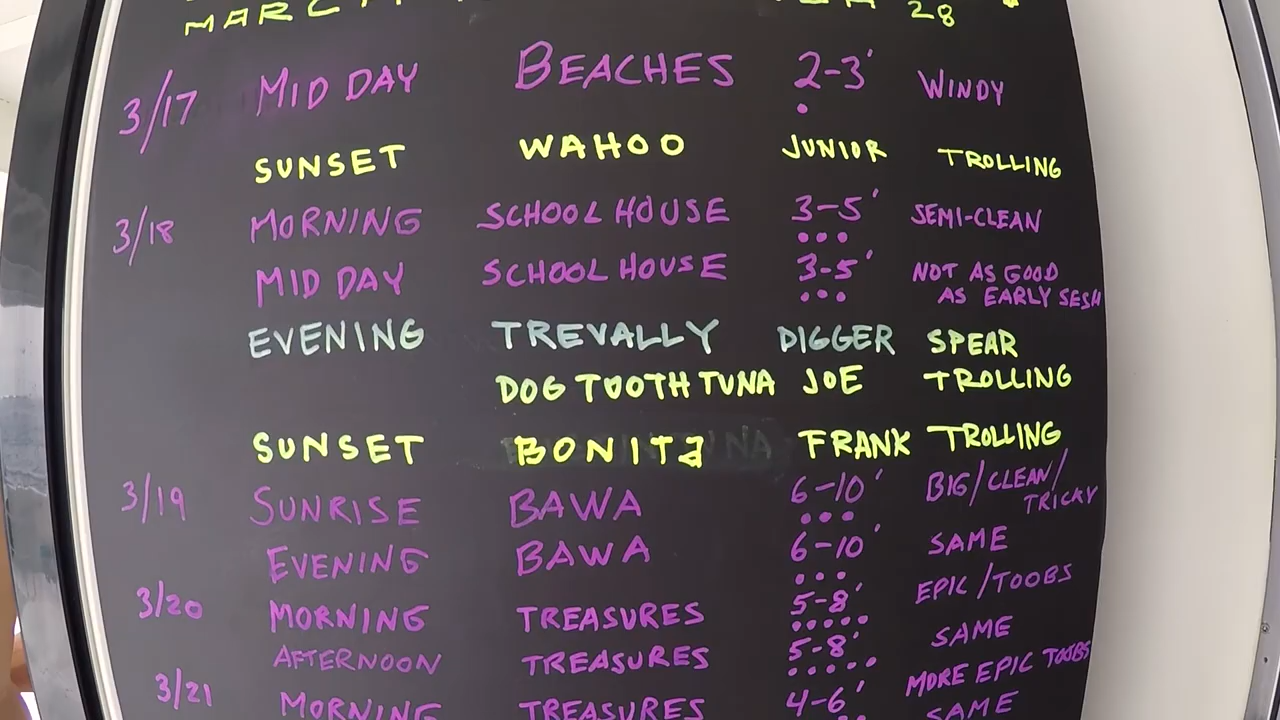 28
3/17 MID DAY BEACHES 2-3' WINDY
SUNSET WAHOO JUNIOR TROLLING
3/18 MORNING SCHOOL HOUSE 3-5' SEMI-CLEAN
MID DAY SCHOOL HOUSE 3-5' NOT AS GOOD
AS EARLY SESH
EVENING TREVALLY DIGGER SPEAR
DOG TOOTH TUNA JOE TROLLING
SUNSET BONITA FRANK TROLLING
3/19 SUNRISE BAWA 6-10' BIG/CLEAN/
TRICKY
EVENING BAWA 6-10' SAME
3/20 MORNING TREASURES 5-8' EPIC/TOOBS
AFTERNOON TREASURES 5-8' SAME
3/21 MORNING TREASURES 4-6' MORE EPIC TOOBS
SAME